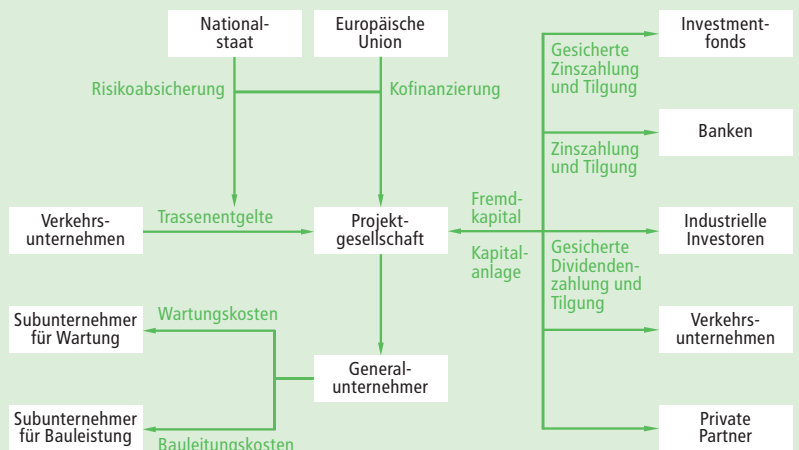 National-
staat
Europäische
Union
Investment-
fonds
Gesicherte
Zinszahlung
und Tilgung
Risikoabsicherung
Kofinanzierung
Banken
Zinszahlung
und Tilgung
Verkehrs-
unternehmen
Trassenentgelte
Projekt-
gesellschaft
Fremd-
kapital
Kapital-
anlage
Industrielle
Investoren
Gesicherte
Dividenden-
zahlung und
Tilgung
Subunternehmer
für Wartung
Wartungskosten
Verkehrs-
unternehmen
General-
unternehmer
Subunternehmer
für Bauleistung
Bauleitungskosten
Private
Partner